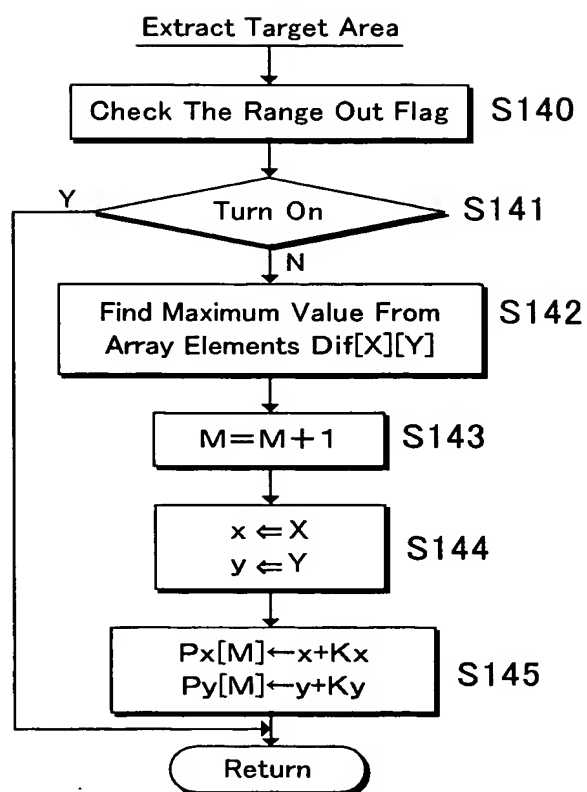 Extract Target Area
Check The Range Out Flag
S140
Turn On
S141
Y
N
Find Maximum Value From
Array Elements Dif[X][Y]
S142
M=M+1
S143
x⇐X
y⇐Y
S144
Px[M]←x+Kx
Py[M]←y+Ky
S145
Return